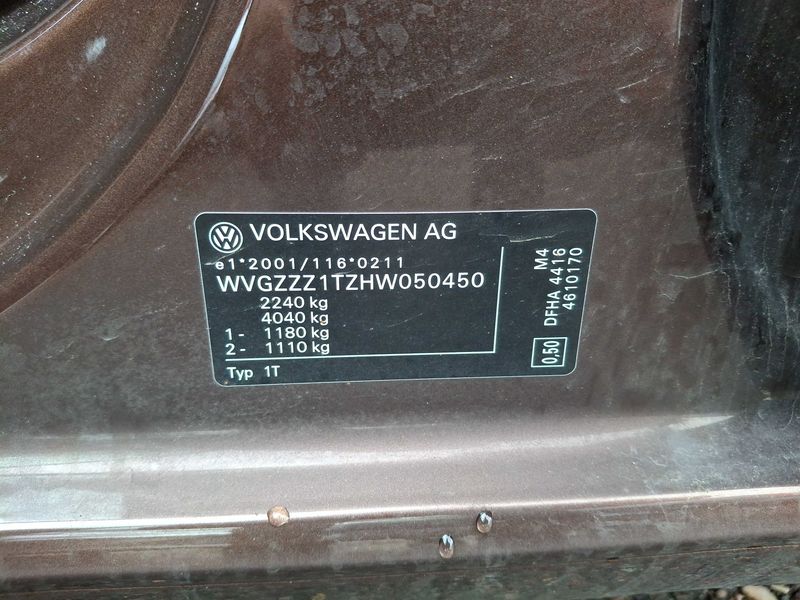 VOLKSWAGEN AG
e1*2001/116*0211
WVGZZZ1TZHW050450
2240 kg
4040 kg
1- 1180 kg
2- 1110 kg
Typ 1T
M4
DFHA 4416
4610170
0,50